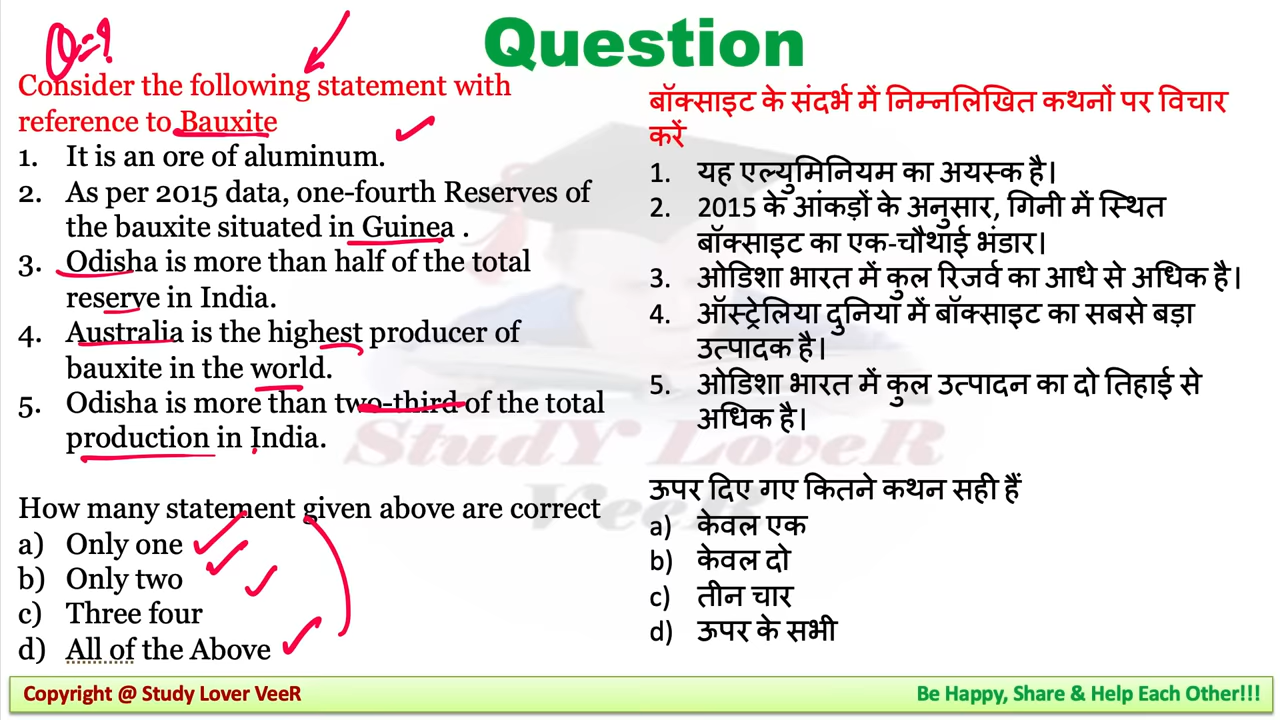 Question
Q=9
Consider the following statement with
reference to Bauxite
1. It is an ore of aluminum.
2. As per 2015 data, one-fourth Reserves of
the bauxite situated in Guinea .
3. Odisha is more than half of the total
reserve in India.
4. Australia is the highest producer of
bauxite in the world.
5. Odisha is more than two-third of the total
production in India.
How many statement given above are correct
a) Only one
b) Only two
c) Three four
d) All of the Above
बॉक्साइट के संदर्भ में निम्नलिखित कथनों पर विचार
करें
1. यह एल्युमिनियम का अयस्क है।
2. 2015 के आंकड़ों के अनुसार, गिनी में स्थित
बॉक्साइट का एक-चौथाई भंडार।
3. ओडिशा भारत में कुल रिजर्व का आधे से अधिक है।
4. ऑस्ट्रेलिया दुनिया में बॉक्साइट का सबसे बड़ा
उत्पादक है।
5. ओडिशा भारत में कुल उत्पादन का दो तिहाई से
अधिक है।
ऊपर दिए गए कितने कथन सही हैं
a) केवल एक
b) केवल दो
c) तीन चार
d) ऊपर के सभी
StudY LoveR
VeeR
Copyright @ Study Lover VeeR
Be Happy, Share & Help Each Other!!!